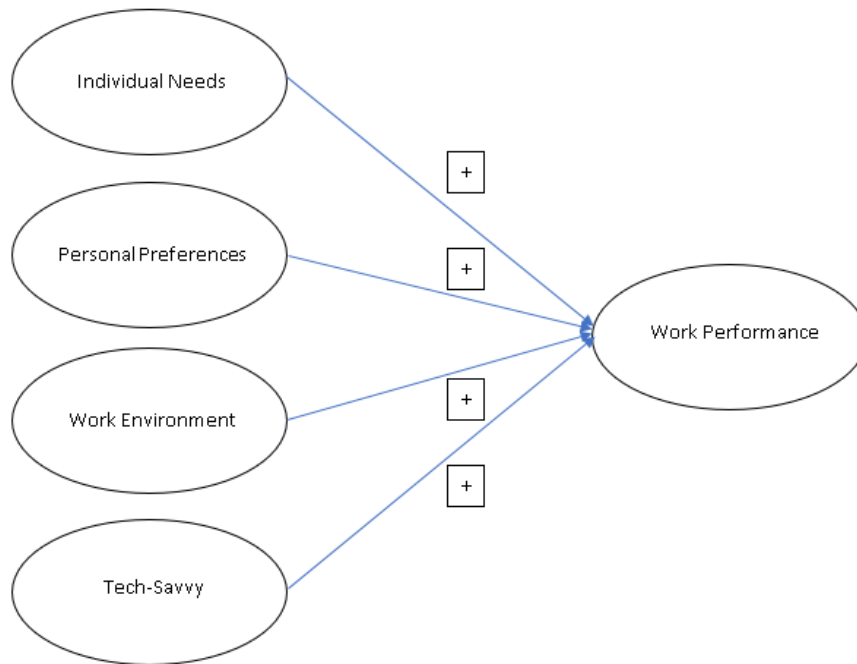 Individual Needs
+
Personal Preferences
+
Work Performance
Work Environment
+
+
Tech-Savvy